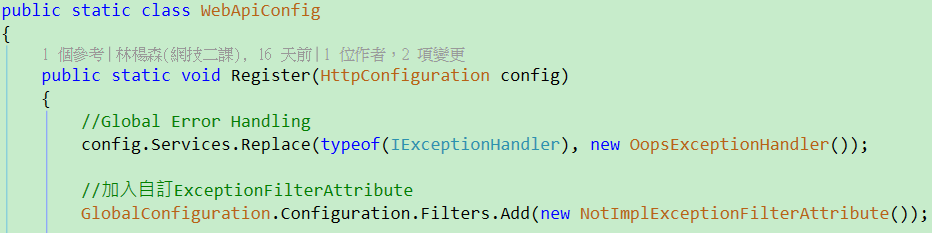 public static class WebApiConfig
{
1 個參考|林楊森(網技二課), 16 天前|1 位作者，2 項變更
public static void Register(HttpConfiguration config)
{
//Global Error Handling
config.Services.Replace(typeof(IExceptionHandler), new OopsExceptionHandler());
//加入自訂ExceptionFilterAttribute
GlobalConfiguration.Configuration.Filters.Add(new NotImplExceptionFilterAttribute());